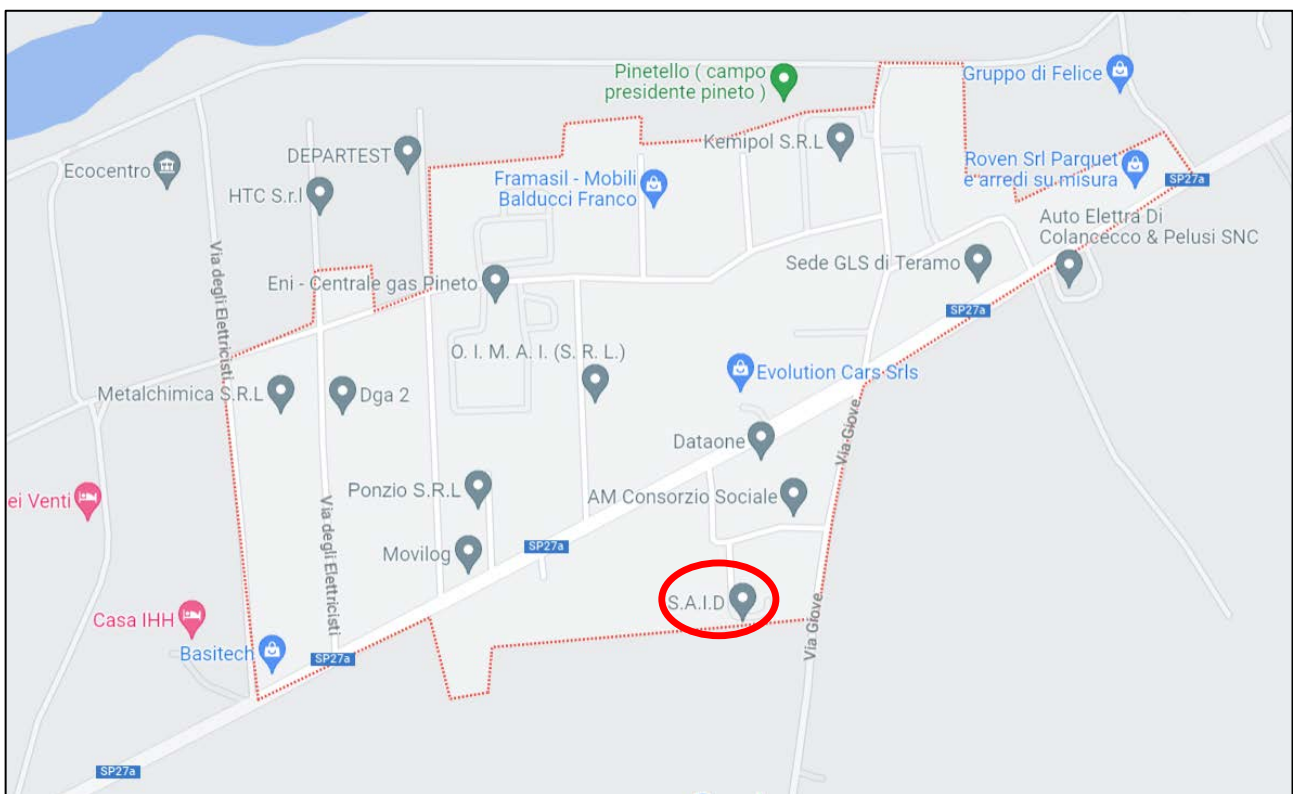 Pinetello ( campo
presidente pineto )
Gruppo di Felice
Kemipol S.R.L
DEPARTEST
Ecocentro
Roven Srl Parquet
e arredi su misura
SP27a
Framasil - Mobili
Balducci Franco
HTC S.r.l
Auto Elettra Di
Colancecco & Pelusi SNC
Via degli Elettricisti
Sede GLS di Teramo
Eni - Centrale gas Pineto
SP27a
O. I. M. A. I. (S. R. L.)
Evolution Cars Srls
Metalchimica S.R.L
Dga 2
Via Giove
Dataone
ei Venti
Ponzio S.R.L
AM Consorzio Sociale
Via degli Elettricisti
Movilog
SP27a
S.A.I.D
Casa IHH
Via Giove
Basitech
SP27a
SP27a